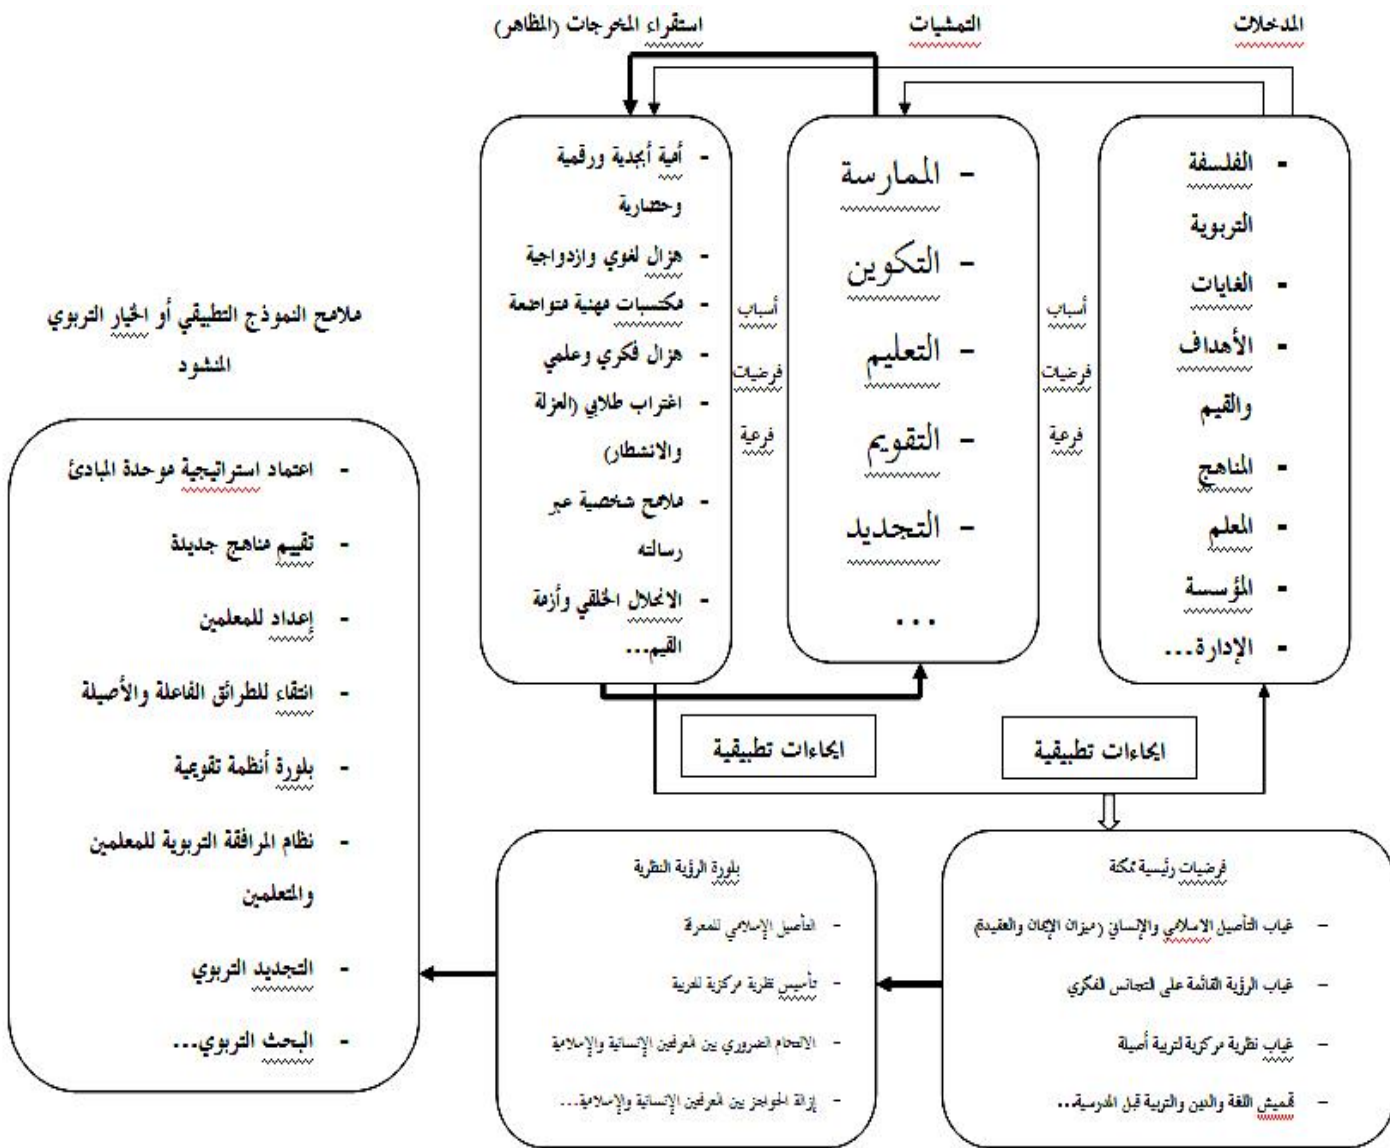 المدخلات
التمشيات
استقراء المخرجات (المظاهر)
- الفلسفة
التربوية
- الغايات
- الأهداف
والقيم
- المناهج
- المعلم
- المؤسسة
- الإدارة...
أسباب
فرضيات
فرعية
- الممارسة
- التكوين
- التعليم
- التقويم
- التجديد
...
أسباب
فرضيات
فرعية
- أمية أبجدية ورقمية
وحضارية
- هزال لغوي وازدواجية
- مكتسبات مهنية متواضعة
- هزال فكري وعلمي
- اغتراب طلابي (العزلة
والانشطار)
- ملامح شخصية عبر
رسالته
- الانحلال الخلقي وأزمة
القيم...
ايحاءات تطبيقية
ايحاءات تطبيقية
فرضيات رئيسية ممكنة
- غياب التأصيل الاسلامي والإنساني (ميزان الإيمان والعقيدة)
- غياب الرؤية القائمة على التجانس الفكري
- غياب نظرية مركزية لتربية أصيلة
- تهميش اللغة والدين والتربية قبل المدرسية...
بلورة الرؤية النظرية
- التأصيل الإسلامي للمعرفة
- تأسيس نظرية مركزية للتربية
- الالتحام الضروري بين المعرفتين الإنسانية والإسلامية
- إزالة الحواجز بين المعرفتين الإنسانية والإسلامية...
ملامح النموذج التطبيقي أو الخيار التربوي
المنشود
- اعتماد استراتيجية موحدة المبادئ
- تقييم مناهج جديدة
- إعداد للمعلمين
- انتقاء للطرائق الفاعلة والأصيلة
- بلورة أنظمة تقويمية
- نظام المرافقة التربوية للمعلمين
والمتعلمين
- التجديد التربوي
- البحث التربوي...